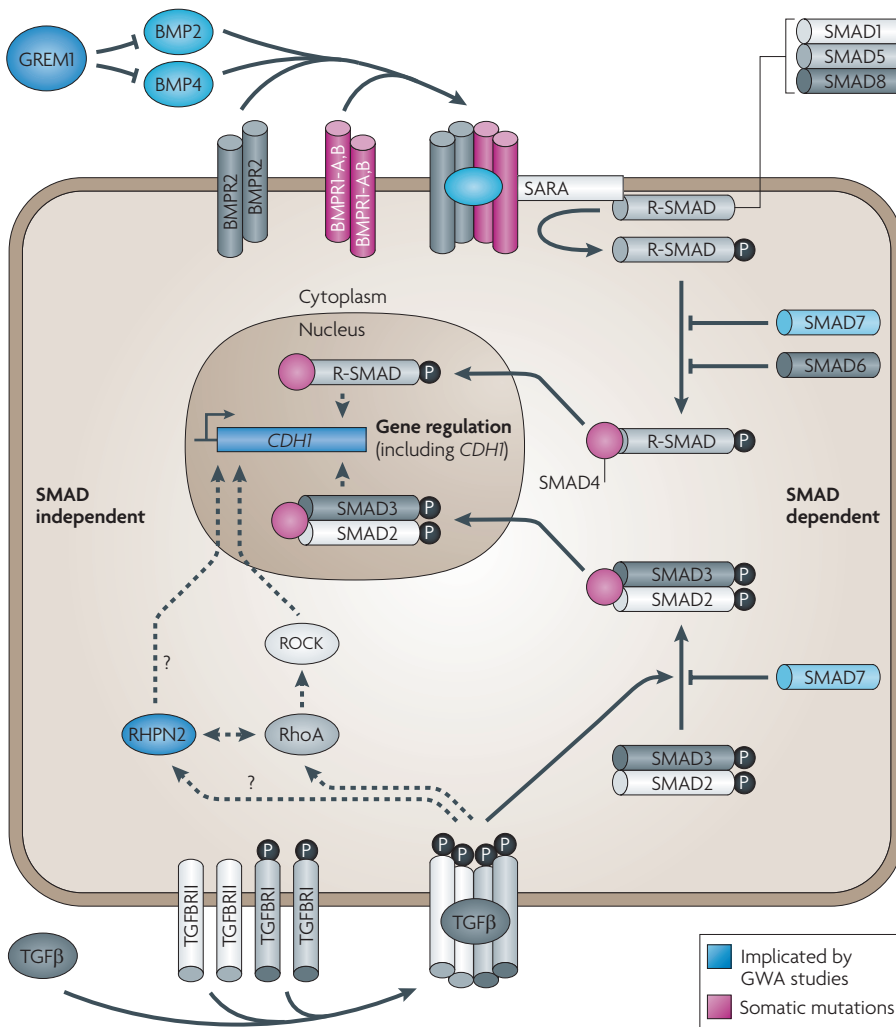 GREM1
BMP2
BMP4
SMAD1
SMAD5
SMAD8
BMPR2
BMPR2
BMPR1-A,B
BMPR1-A,B
SARA
R-SMAD
R-SMAD
P
Cytoplasm
Nucleus
SMAD7
SMAD6
R-SMAD
P
CDH1
Gene regulation
(including CDH1)
R-SMAD
P
SMAD4
SMAD3
P
SMAD2
P
SMAD
independent
SMAD
dependent
SMAD3
P
SMAD2
P
ROCK
?
SMAD7
RHPN2
RhoA
?
SMAD3
P
SMAD2
P
P
P
P
P
P
P
TGFBRII
TGFBRII
TGFBRI
TGFBRI
TGFβ
TGFβ
Implicated by
GWA studies
Somatic mutations